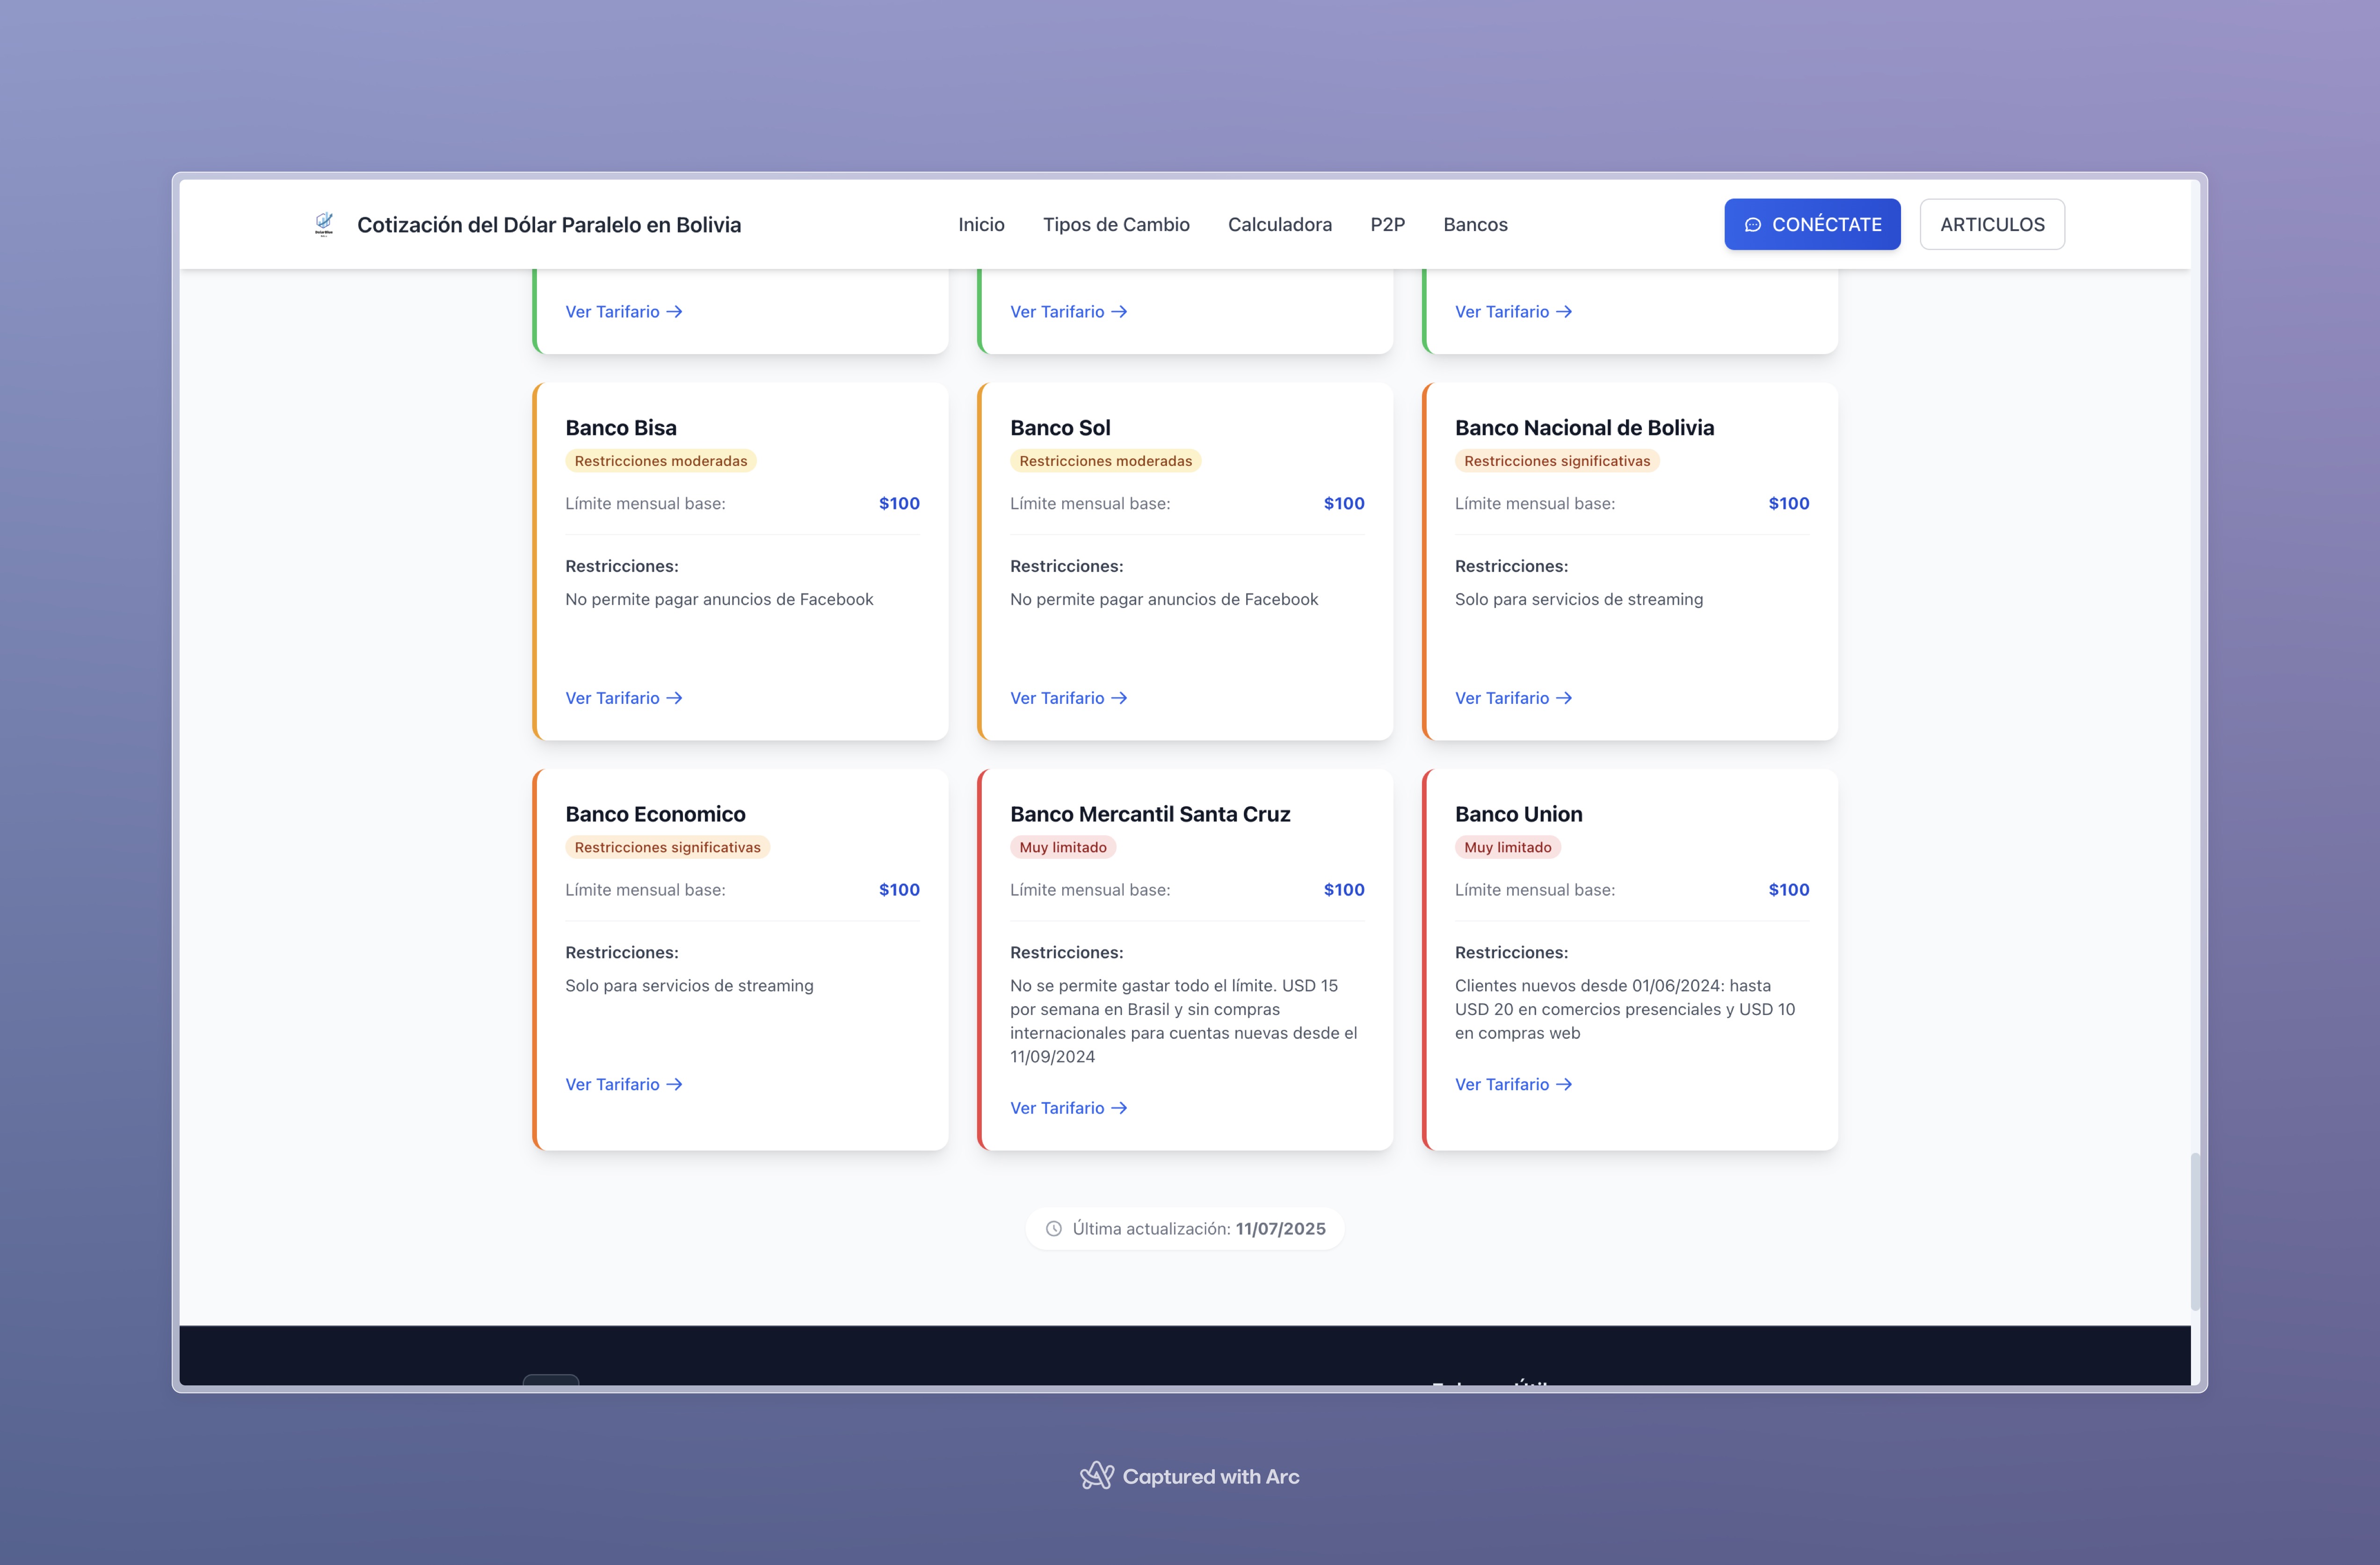 Cotización del Dólar Paralelo en Bolivia
Inicio
Tipos de Cambio
Calculadora
P2P
Bancos
CONÉCTATE
ARTICULOS
Ver Tarifario →
Ver Tarifario →
Ver Tarifario →
Banco Bisa
Restricciones moderadas
Límite mensual base: $100
Restricciones:
No permite pagar anuncios de Facebook
Ver Tarifario →
Banco Sol
Restricciones moderadas
Límite mensual base: $100
Restricciones:
No permite pagar anuncios de Facebook
Ver Tarifario →
Banco Nacional de Bolivia
Restricciones significativas
Límite mensual base: $100
Restricciones:
Solo para servicios de streaming
Ver Tarifario →
Banco Economico
Restricciones significativas
Límite mensual base: $100
Restricciones:
Solo para servicios de streaming
Ver Tarifario →
Banco Mercantil Santa Cruz
Muy limitado
Límite mensual base: $100
Restricciones:
No se permite gastar todo el límite. USD 15
por semana en Brasil y sin compras
internacionales para cuentas nuevas desde el
11/09/2024
Ver Tarifario →
Banco Union
Muy limitado
Límite mensual base: $100
Restricciones:
Clientes nuevos desde 01/06/2024: hasta
USD 20 en comercios presenciales y USD 10
en compras web
Ver Tarifario →
Última actualización: 11/07/2025
Captured with Arc